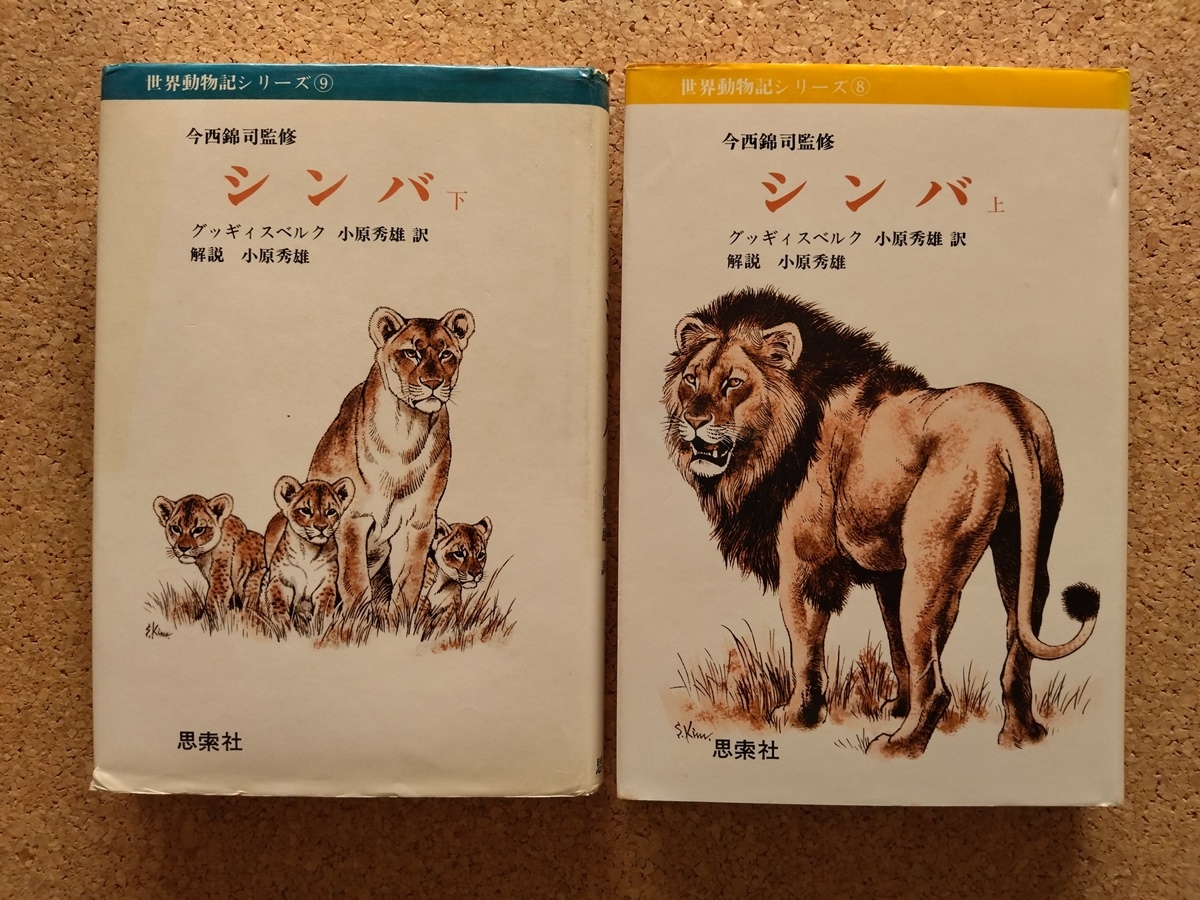 世界動物記シリーズ⑨
今西錦司監修
シンバ 下
グッギィスベルク 小原秀雄 訳
解説 小原秀雄
S.Kim.
思索社
世界動物記シリーズ⑧
今西錦司監修
シンバ 上
グッギィスベルク 小原秀雄 訳
解説 小原秀雄
S.Kim.
思索社